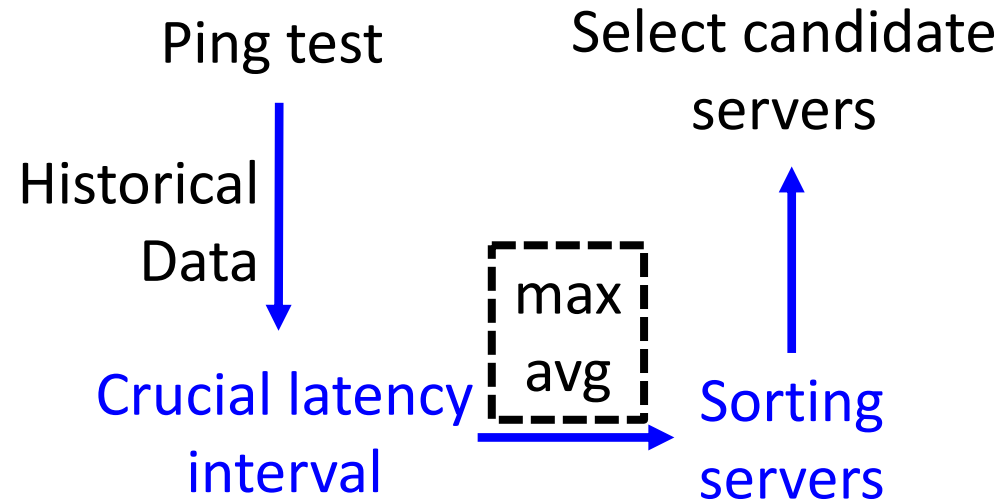 Ping test
Historical
Data
Crucial latency
interval
max
avg
Sorting
servers
Select candidate
servers